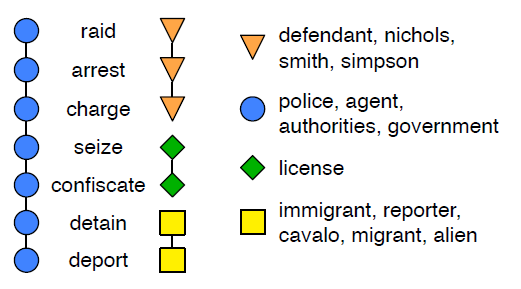 raid
arrest
charge
seize
confiscate
detain
deport
defendant, nichols,
smith, simpson
police, agent,
authorities, government
license
immigrant, reporter,
cavalo, migrant, alien